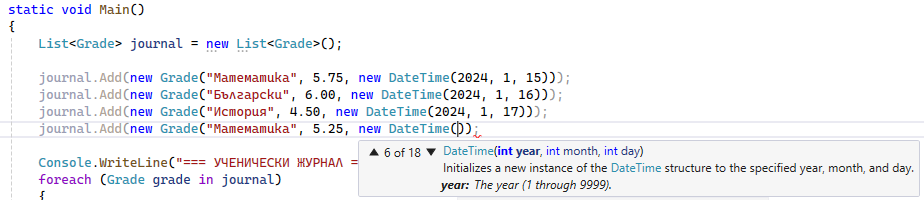 static void Main()
{
List<Grade> journal = new List<Grade>();
journal.Add(new Grade("Математика", 5.75, new DateTime(2024, 1, 15)));
journal.Add(new Grade("Български", 6.00, new DateTime(2024, 1, 16)));
journal.Add(new Grade("История", 4.50, new DateTime(2024, 1, 17)));
journal.Add(new Grade("Математика", 5.25, new DateTime());
▲ 6 of 18 ▼ DateTime(int year, int month, int day)
Initializes a new instance of the DateTime structure to the specified year, month, and day.
year: The year (1 through 9999).
Console.WriteLine("=== УЧЕНИЧЕСКИ ЖУРНАЛ =
foreach (Grade grade in journal)
{